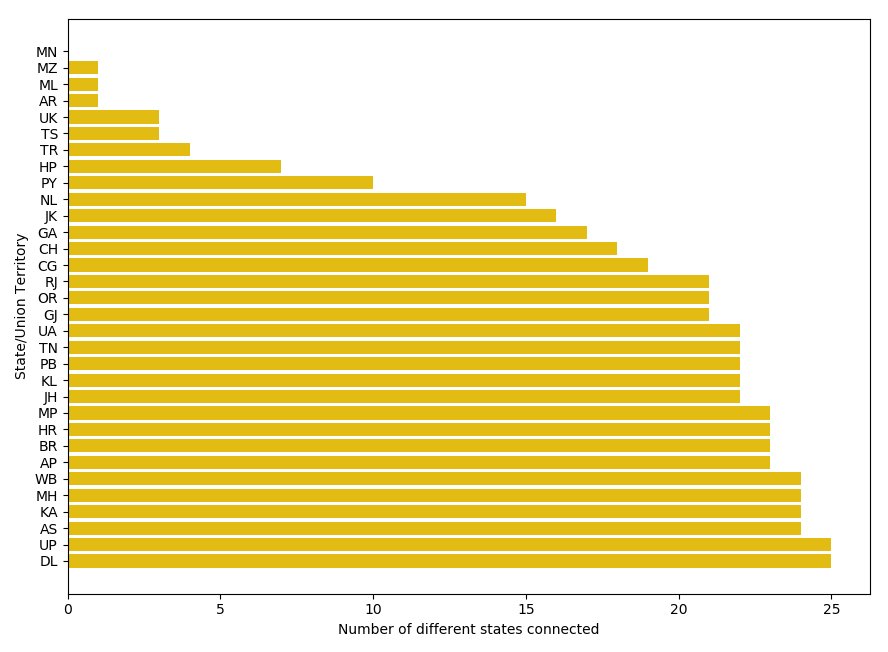 State/Union Territory
MN
MZ
ML
AR
UK
TS
TR
HP
PY
NL
JK
GA
CH
CG
RJ
OR
GJ
UA
TN
PB
KL
JH
MP
HR
BR
AP
WB
MH
KA
AS
UP
DL
0 5 10 15 20 25
Number of different states connected